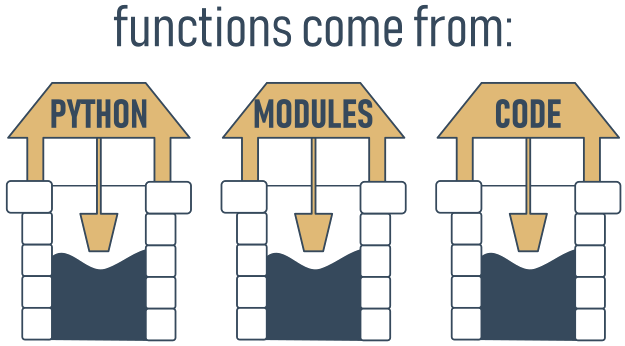 functions come from:
PYTHON MODULES CODE